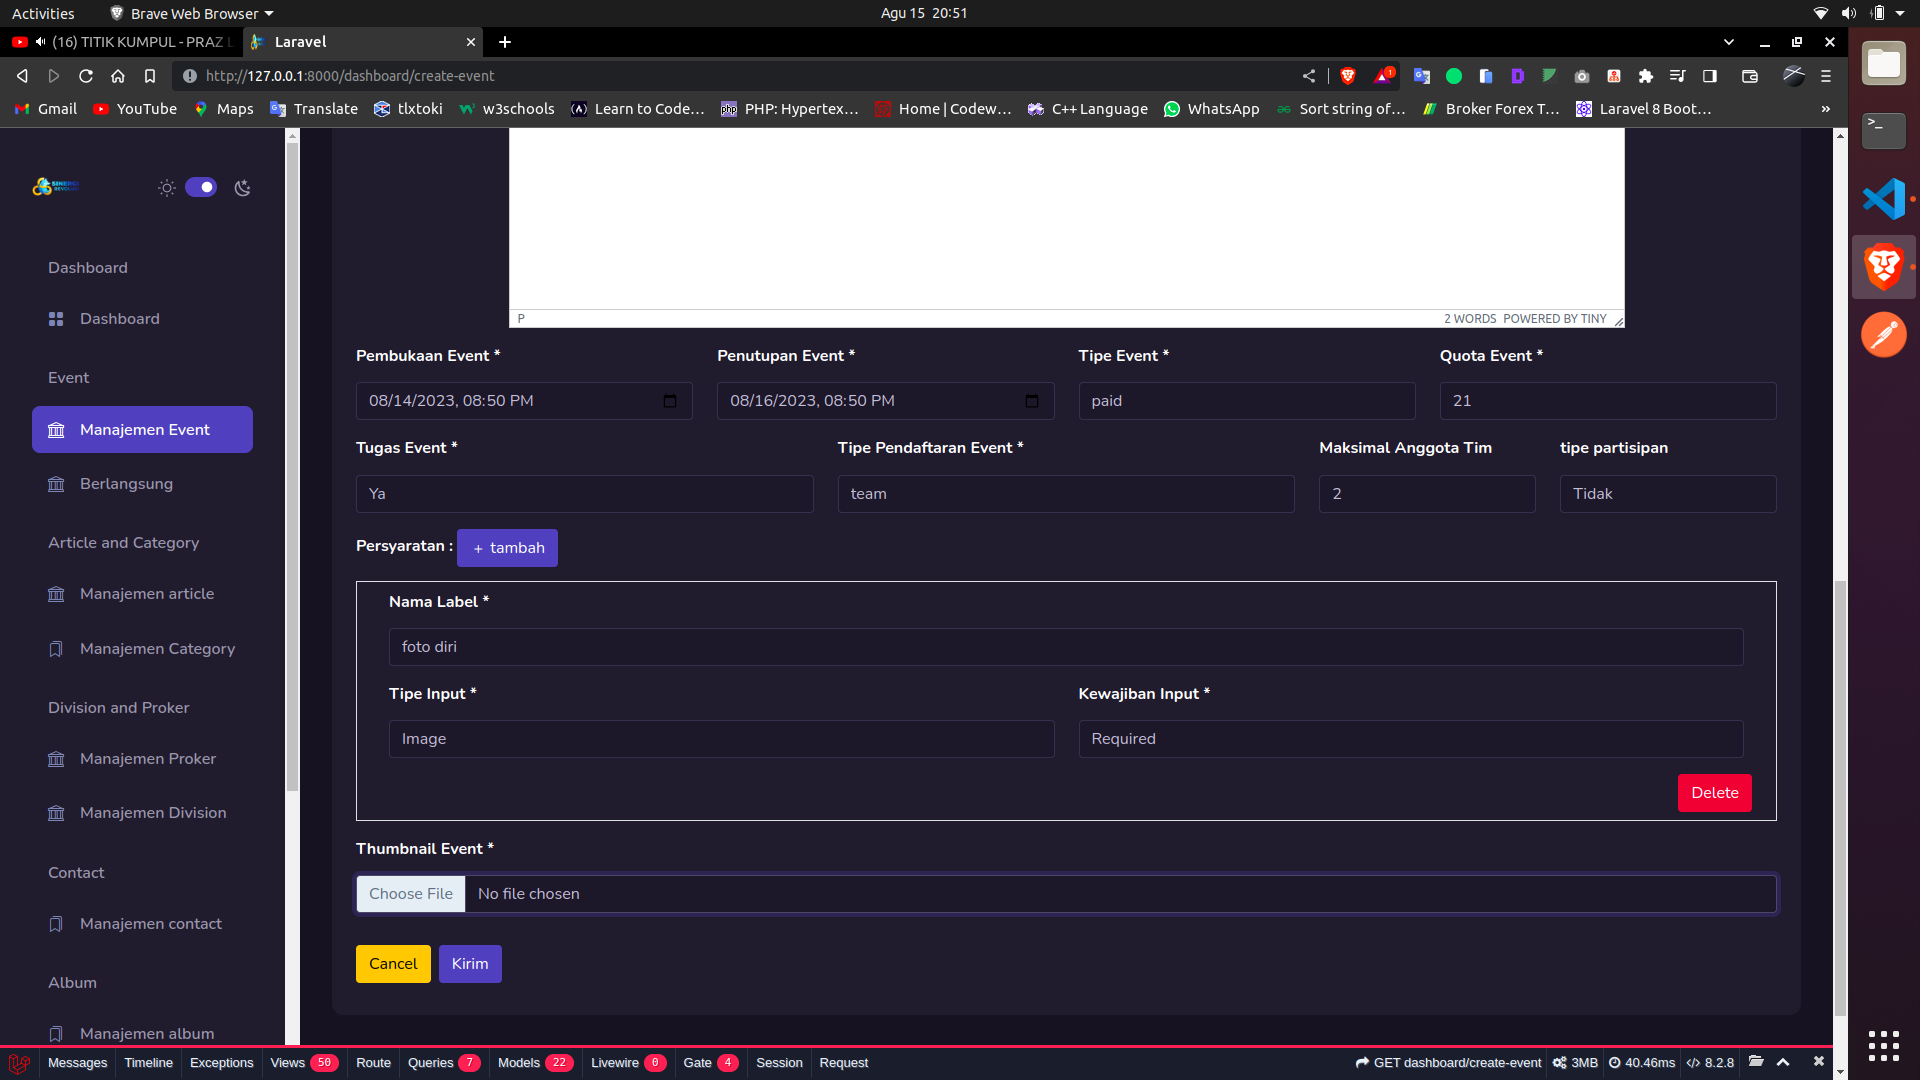 Activities
Brave Web Browser
Agu 15 20:51
(16) TITIK KUMPUL - PRAZ
Laravel
http://127.0.0.1:8000/dashboard/create-event
1
Gmail
YouTube
Maps
Translate
tlxtoki
w3schools
Learn to Code...
PHP: Hypertex...
Home | Codew...
C++ Language
WhatsApp
Sort string of...
Broker Forex T...
Laravel 8 Boot...
»
Dashboard
Dashboard
Event
Manajemen Event
Berlangsung
Article and Category
Manajemen article
Manajemen Category
Division and Proker
Manajemen Proker
Manajemen Division
Contact
Manajemen contact
Album
Manajemen album
P
2 WORDS POWERED BY TINY
Pembukaan Event *
Penutupan Event *
Tipe Event *
Quota Event *
08/14/2023, 08:50 PM
08/16/2023, 08:50 PM
paid
21
Tugas Event *
Tipe Pendaftaran Event *
Maksimal Anggota Tim
tipe partisipan
Ya
team
2
Tidak
Persyaratan :
+ tambah
Nama Label *
foto diri
Tipe Input *
Kewajiban Input *
Image
Required
Delete
Thumbnail Event *
Choose File
No file chosen
Cancel
Kirim
Messages
Timeline
Exceptions
Views 50
Route
Queries 7
Models 22
Livewire 0
Gate 4
Session
Request
GET dashboard/create-event
3MB
40.46ms
8.2.8